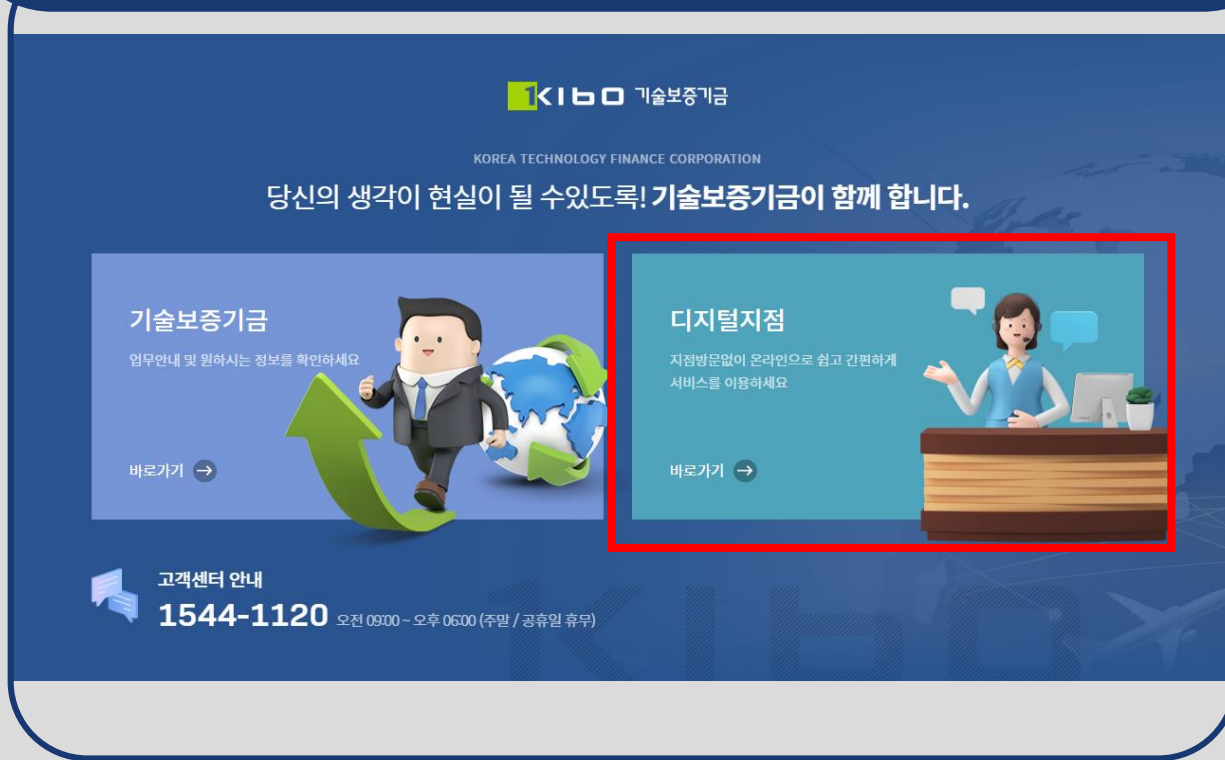 1KIBO 기술보증기금
KOREA TECHNOLOGY FINANCE CORPORATION
당신의 생각이 현실이 될 수있도록! 기술보증기금이 함께 합니다.
기술보증기금
업무안내 및 원하시는 정보를 확인하세요
바로가기
디지털지점
지점방문없이 온라인으로 쉽고 간편하게
서비스를 이용하세요
바로가기
고객센터 안내
1544-1120 오전 09:00 ~ 오후 06:00 (주말 / 공휴일 휴무)
KIBO